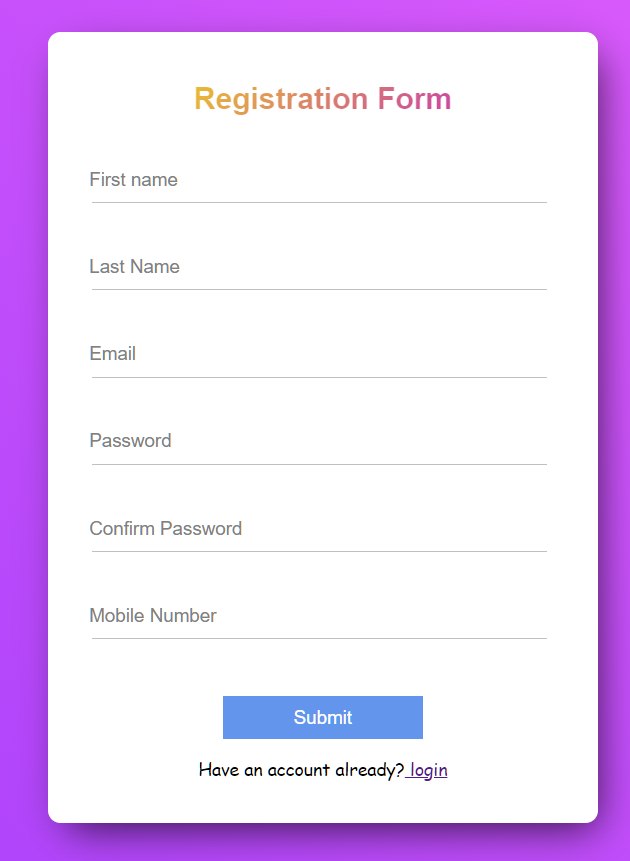 Registration Form
First name
Last Name
Email
Password
Confirm Password
Mobile Number
Submit
Have an account already? login